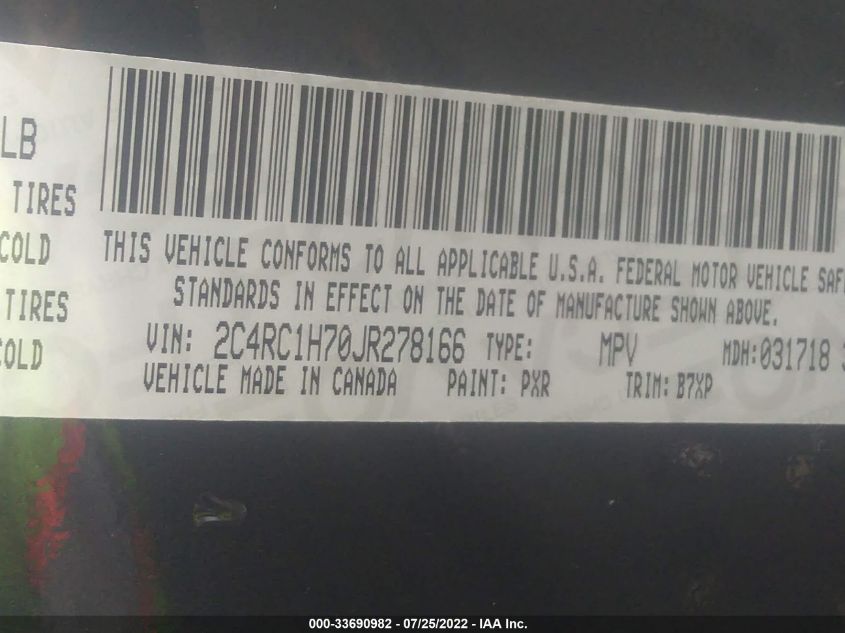 LB
TIRES
COLD
TIRES
COLD
THIS VEHICLE CONFORMS TO ALL APPLICABLE U.S.A. FEDERAL MOTOR VEHICLE SAF
STANDARDS IN EFFECT ON THE DATE OF MANUFACTURE SHOWN ABOVE.
VIN: 2C4RC1H70JR278166 TYPE: MPV MDH:031718
VEHICLE MADE IN CANADA PAINT: PXR TRIM: B7XP
000-33690982 - 07/25/2022 - IAA Inc.